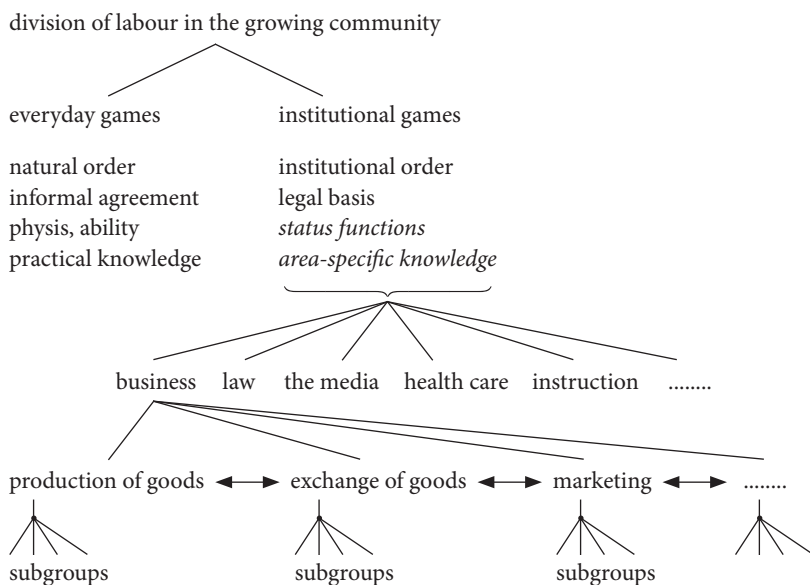 division of labour in the growing community
everyday games institutional games
natural order institutional order
informal agreement legal basis
physis, ability status functions
practical knowledge area-specific knowledge
business law the media health care instruction ........
production of goods exchange of goods marketing ........
subgroups subgroups subgroups